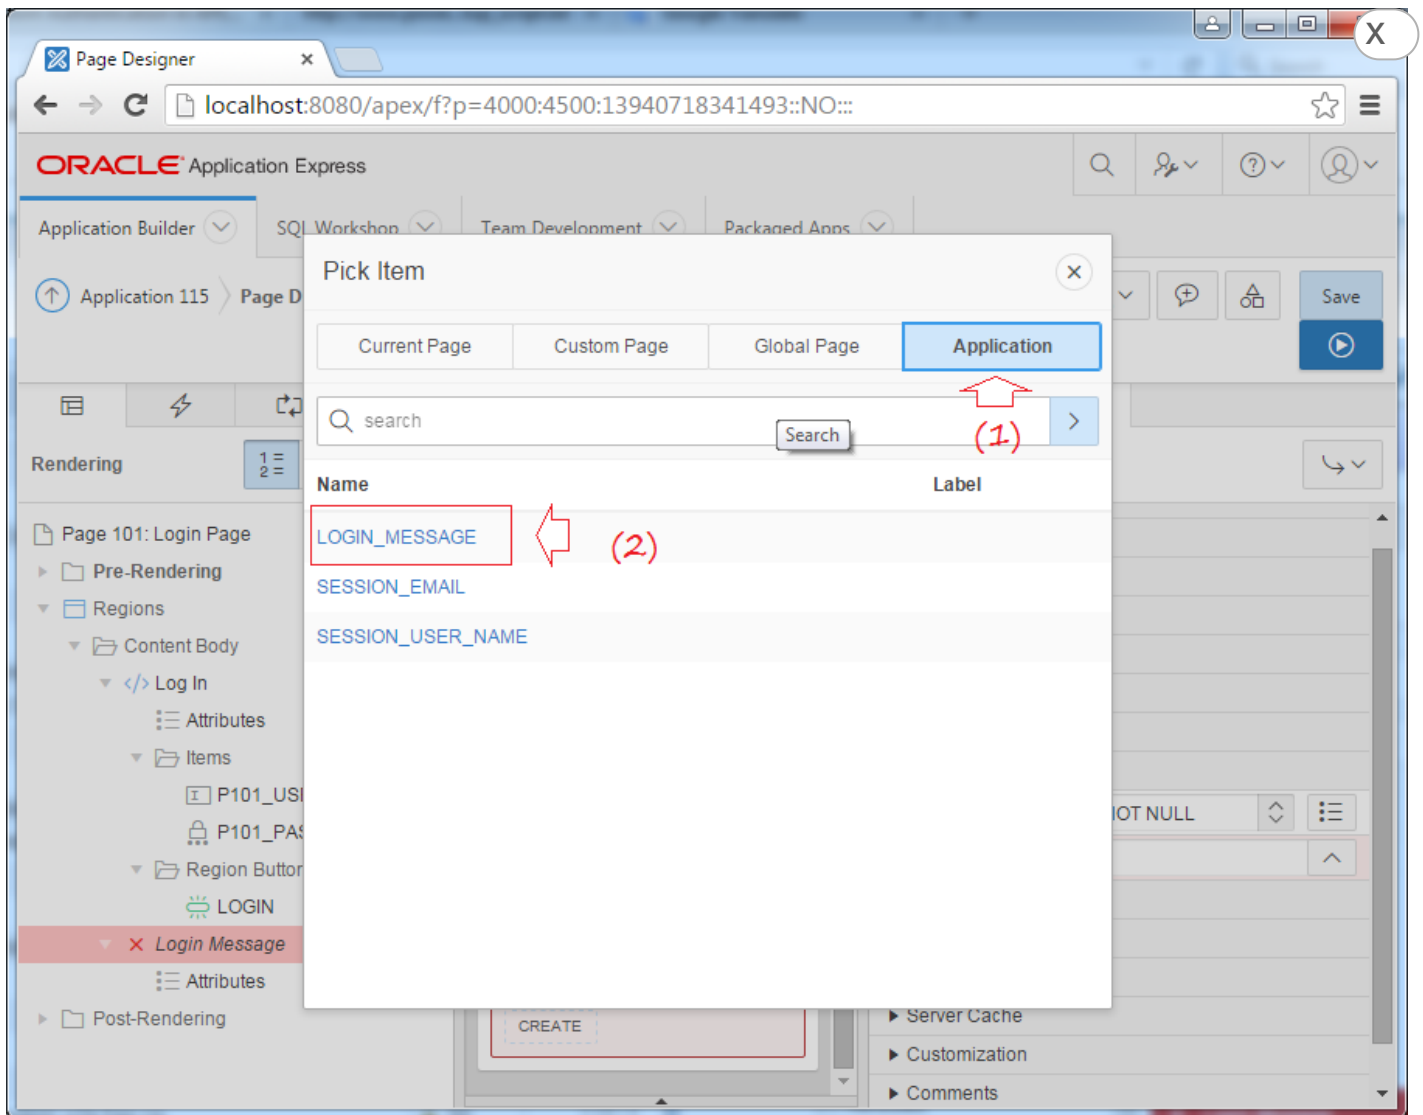 X
Page Designer
localhost:8080/apex/f?p=4000:4500:13940718341493::NO:::
ORACLE Application Express
Application Builder
SQL Workshop
Team Development
Packaged Apps
Application 115
Page D
Save
Pick Item
Current Page
Custom Page
Global Page
Application
search
Search
(1)
Rendering
1
2
Name
Label
Page 101: Login Page
LOGIN_MESSAGE
(2)
Pre-Rendering
SESSION_EMAIL
Regions
SESSION_USER_NAME
Content Body
Log In
Attributes
Items
P101_USI
IOT NULL
P101_PAS
Region Buttor
LOGIN
Login Message
Attributes
Post-Rendering
CREATE
Server Cache
Customization
Comments